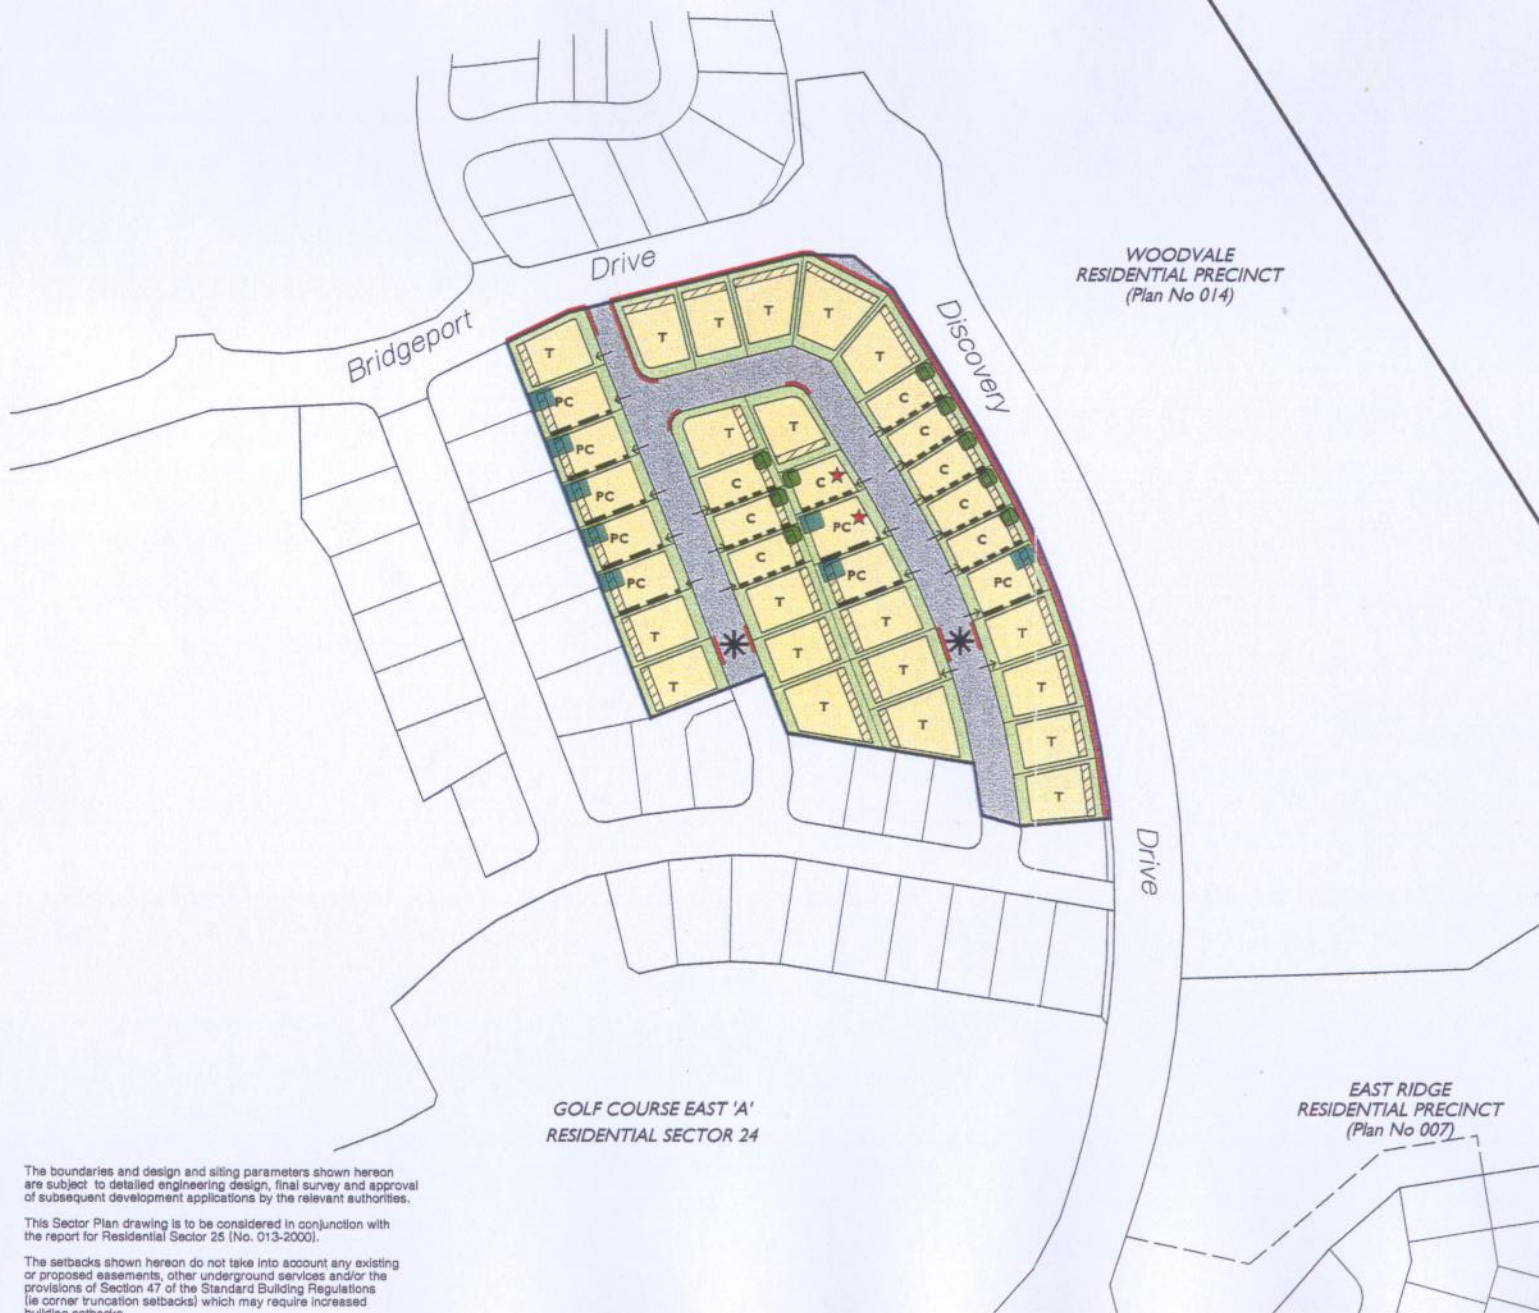 WOODVALE
RESIDENTIAL PRECINCT
(Plan No 014)
Bridgeport
Drive
Discovery
Drive
T
T
T
T
T
T
PC
PC
PC
PC
PC
T
T
T
C
C
C
T
T
T
T
C
PC
PC
T
T
T
C
C
C
C
C
PC
T
T
T
T
GOLF COURSE EAST 'A'
RESIDENTIAL SECTOR 24
EAST RIDGE
RESIDENTIAL PRECINCT
(Plan No 007)
The boundaries and design and siting parameters shown hereon
are subject to detailed engineering design, final survey and approval
of subsequent development applications by the relevant authorities.
This Sector Plan drawing is to be considered in conjunction with
the report for Residential Sector 25 (No. 013-2000).
The setbacks shown hereon do not take into account any existing
or proposed easements, other underground services and/or the
provisions of Section 47 of the Standard Building Regulations
(ie corner truncation setbacks) which may require increased
building setbacks